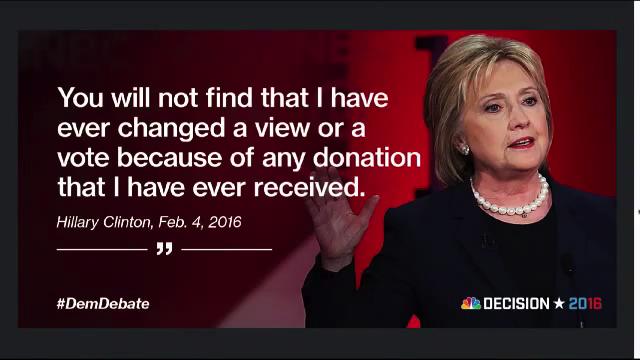 You will not find that I have
ever changed a view or a
vote because of any donation
that I have ever received.
Hillary Clinton, Feb. 4, 2016
”
#DemDebate
DECISION ★ 2016